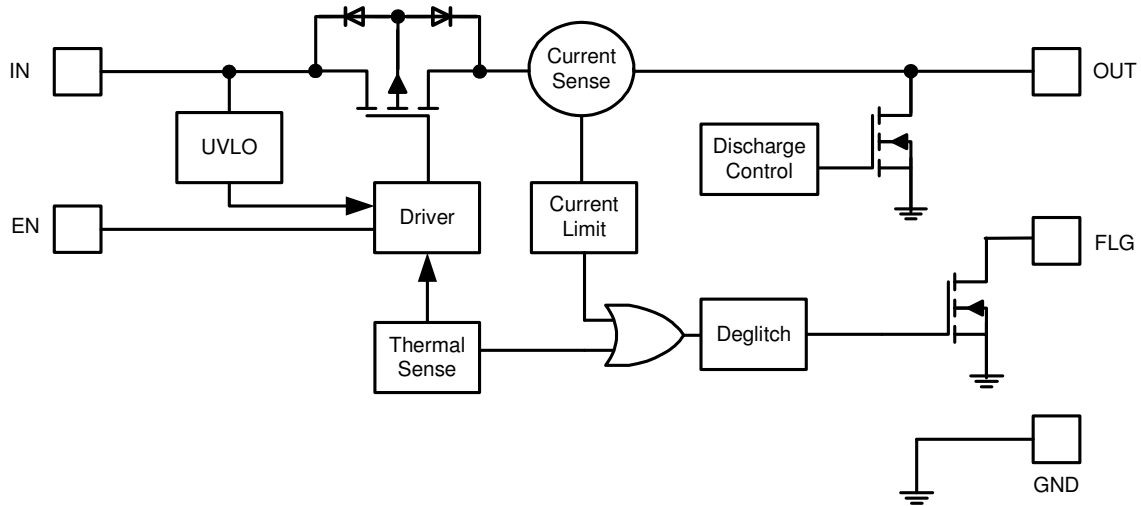 IN
Current
Sense
OUT
UVLO
Discharge
Control
EN
Driver
Current
Limit
FLG
Thermal
Sense
Deglitch
GND